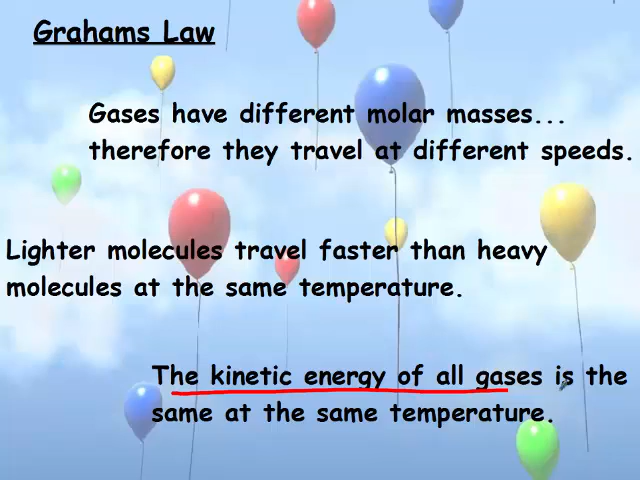 Grahams Law
Gases have different molar masses...
therefore they travel at different speeds.
Lighter molecules travel faster than heavy
molecules at the same temperature.
The kinetic energy of all gases is the
same at the same temperature.